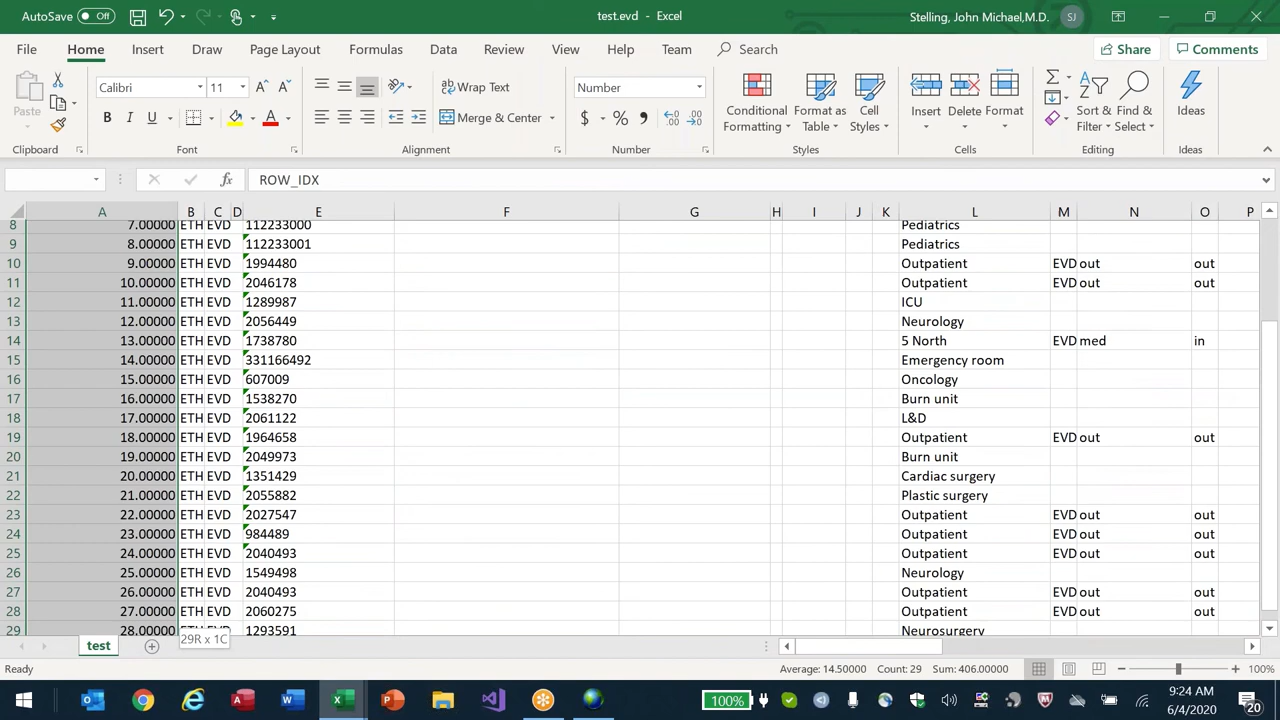 AutoSave Off test.evd - Excel Stelling, John Michael,M.D. SJ
File Home Insert Draw Page Layout Formulas Data Review View Help Team Search Share Comments
Paste Calibri 11 Wrap Text Number Conditional Formatting Format as Table Cell Styles Insert Delete Format Sort & Filter Find & Select Ideas
Merge & Center
Clipboard Font Alignment Number Styles Cells Editing Ideas
ROW_IDX
A B C D E F G H I J K L M N O P
8 7.00000 ETH EVD 112233000 Pediatrics
9 8.00000 ETH EVD 112233001 Pediatrics
10 9.00000 ETH EVD 1994480 Outpatient EVD out out
11 10.00000 ETH EVD 2046178 Outpatient EVD out out
12 11.00000 ETH EVD 1289987 ICU
13 12.00000 ETH EVD 2056449 Neurology
14 13.00000 ETH EVD 1738780 5 North EVD med in
15 14.00000 ETH EVD 331166492 Emergency room
16 15.00000 ETH EVD 607009 Oncology
17 16.00000 ETH EVD 1538270 Burn unit
18 17.00000 ETH EVD 2061122 L&D
19 18.00000 ETH EVD 1964658 Outpatient EVD out out
20 19.00000 ETH EVD 2049973 Burn unit
21 20.00000 ETH EVD 1351429 Cardiac surgery
22 21.00000 ETH EVD 2055882 Plastic surgery
23 22.00000 ETH EVD 2027547 Outpatient EVD out out
24 23.00000 ETH EVD 984489 Outpatient EVD out out
25 24.00000 ETH EVD 2040493 Outpatient EVD out out
26 25.00000 ETH EVD 1549498 Neurology
27 26.00000 ETH EVD 2040493 Outpatient EVD out out
28 27.00000 ETH EVD 2060275 Outpatient EVD out out
29 28.00000 ETH EVD 1293591 Neurosurgery
29R x 1C
test
Ready Average: 14.50000 Count: 29 Sum: 406.00000 100%
100% 9:24 AM
6/4/2020 20